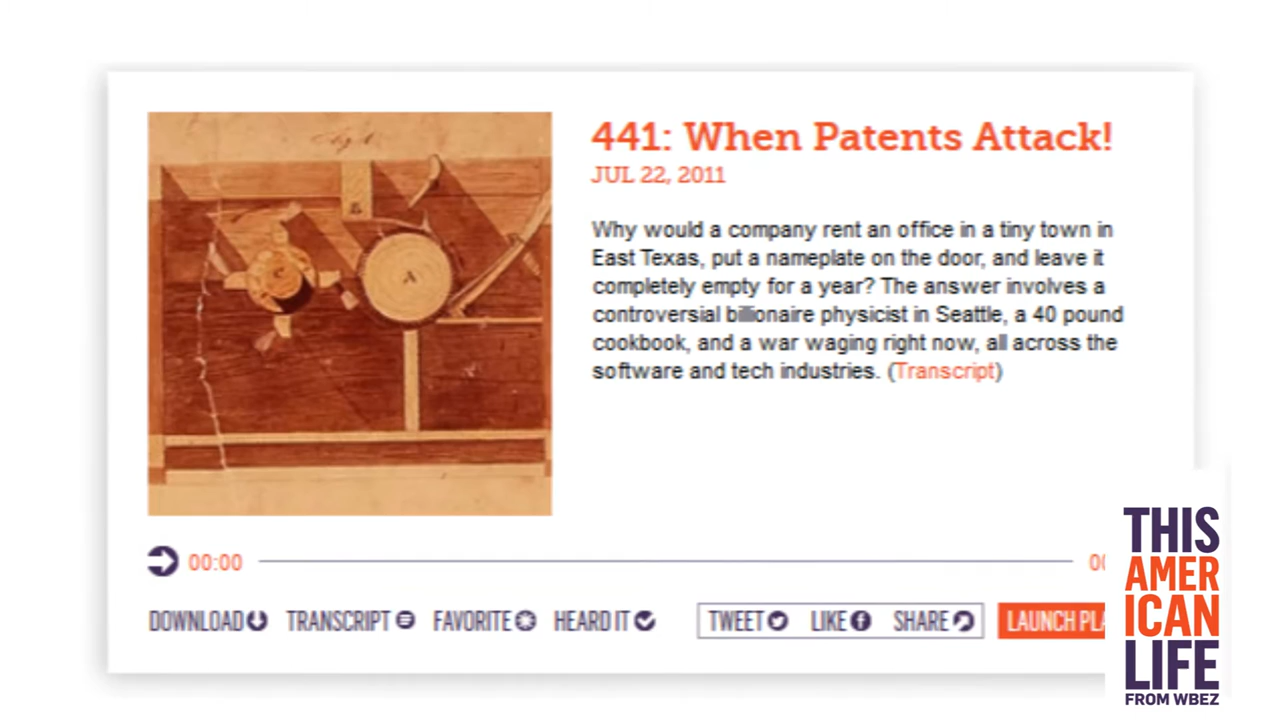 441: When Patents Attack!
JUL 22, 2011
Why would a company rent an office in a tiny town in
East Texas, put a nameplate on the door, and leave it
completely empty for a year? The answer involves a
controversial billionaire physicist in Seattle, a 40 pound
cookbook, and a war waging right now, all across the
software and tech industries. (Transcript)
C
A
00:00
DOWNLOAD TRANSCRIPT FAVORITE HEARD IT TWEET LIKE SHARE LAUNCH
THIS
AMER
ICAN
LIFE
FROM WBEZ